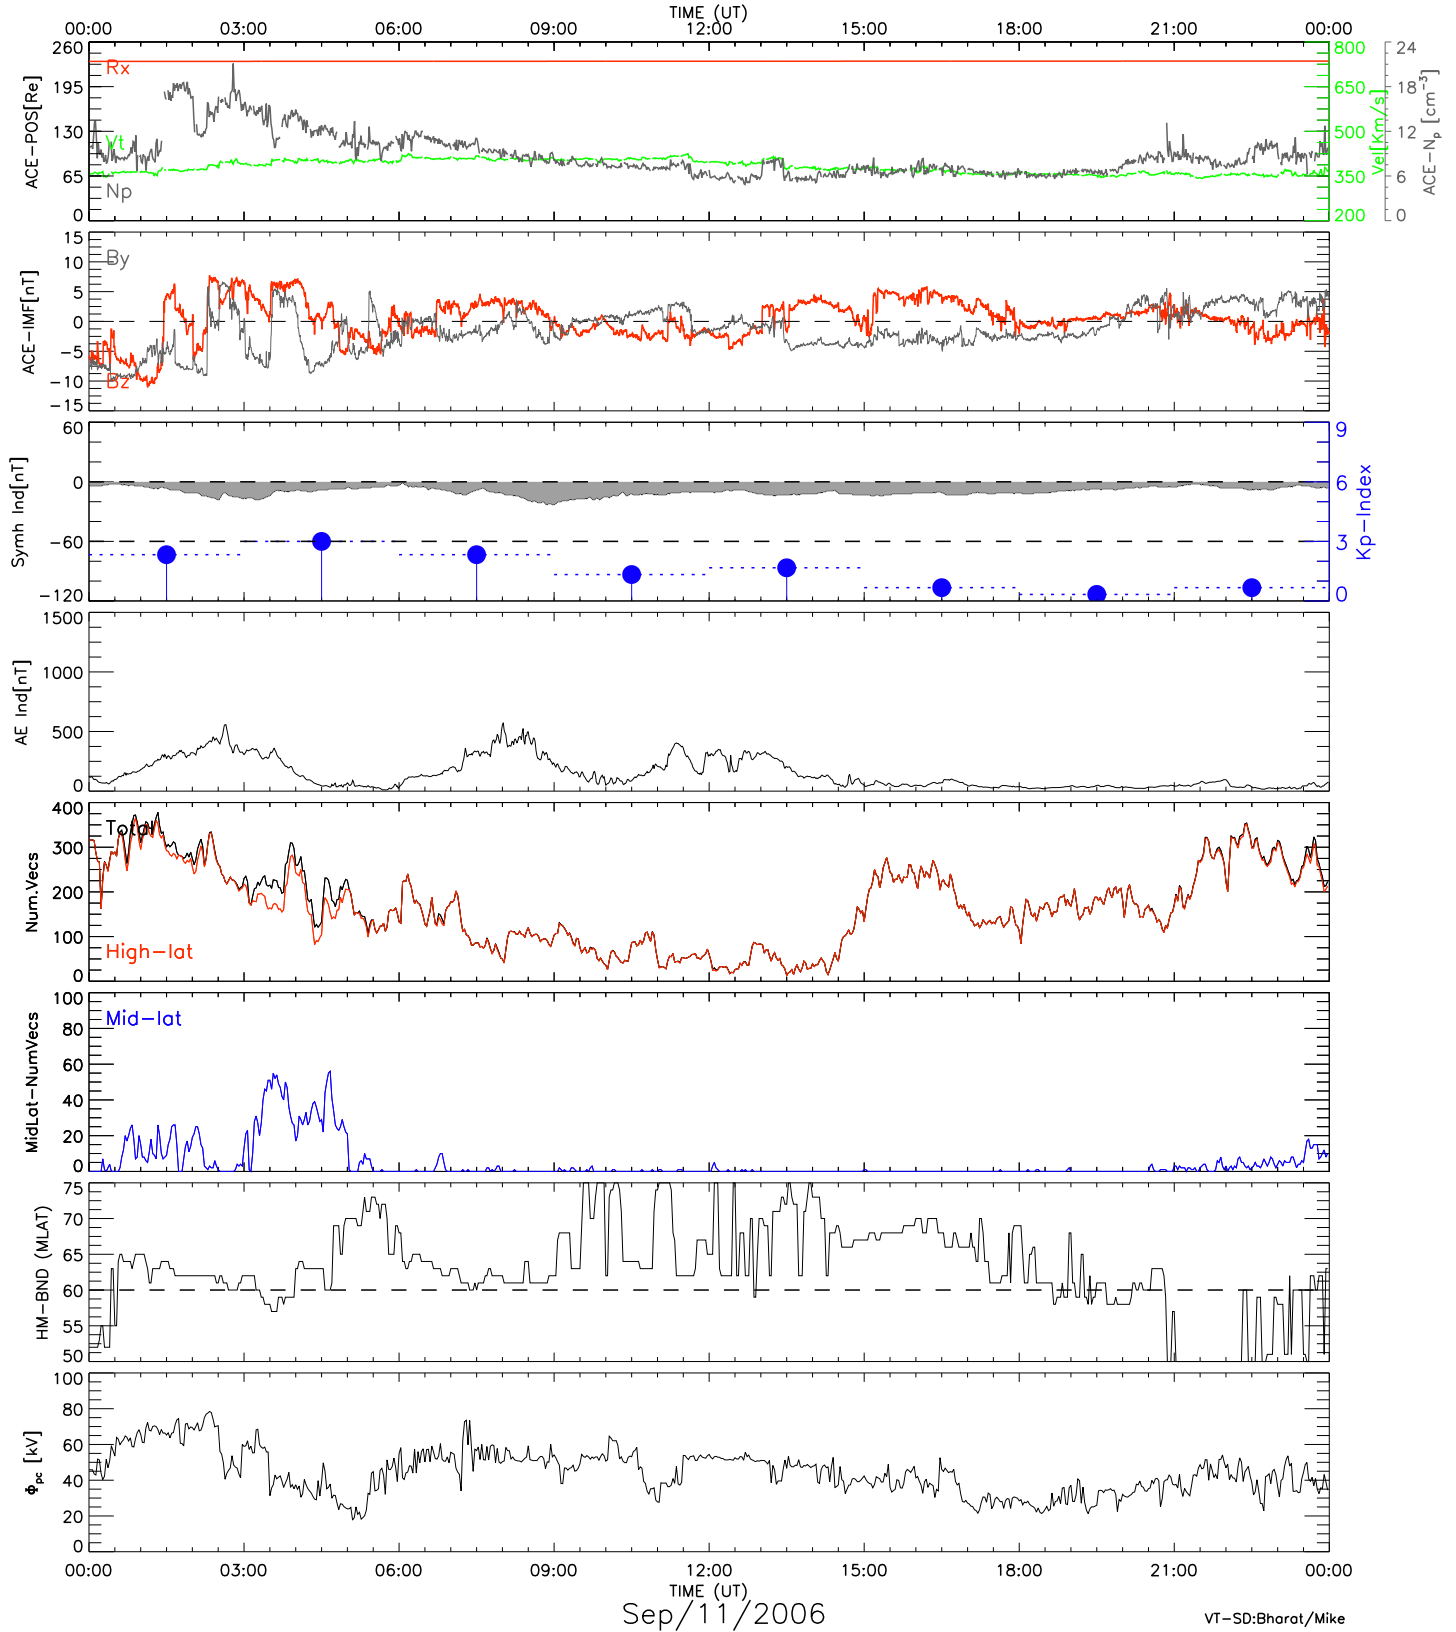 TIME (UT)
00:00 03:00 06:00 09:00 12:00 15:00 18:00 21:00 00:00
260 195 130 65 0
ACE-POS[Re]
Rx
Vt
Np
800 650 500 350 200
Vel[Km/s]
24 18 12 6 0
ACE-Np [cm-3]
15 10 5 0 -5 -10 -15
ACE-IMF[nT]
By
Bz
60 0 -60 -120
Symh Ind[nT]
9 6 3 0
Kp-Index
1500 1000 500 0
AE Ind[nT]
400 300 200 100 0
Num.Vecs
Total
High-lat
100 80 60 40 20 0
MidLat-NumVecs
Mid-lat
75 70 65 60 55 50
HM-BND (MLAT)
100 80 60 40 20 0
Φpc [kV]
00:00 03:00 06:00 09:00 12:00 15:00 18:00 21:00 00:00
TIME (UT)
Sep/11/2006
VT-SD:Bharat/Mike